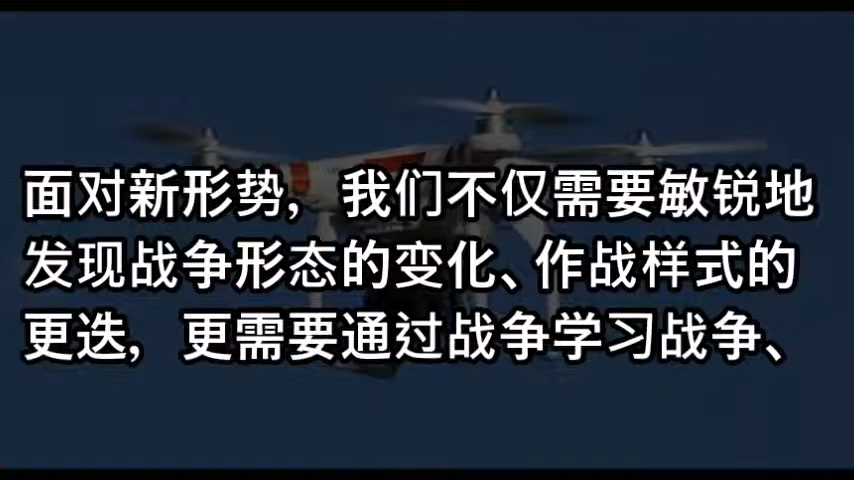 面对新形势，我们不仅需要敏锐地
发现战争形态的变化、作战样式的
更迭，更需要通过战争学习战争、